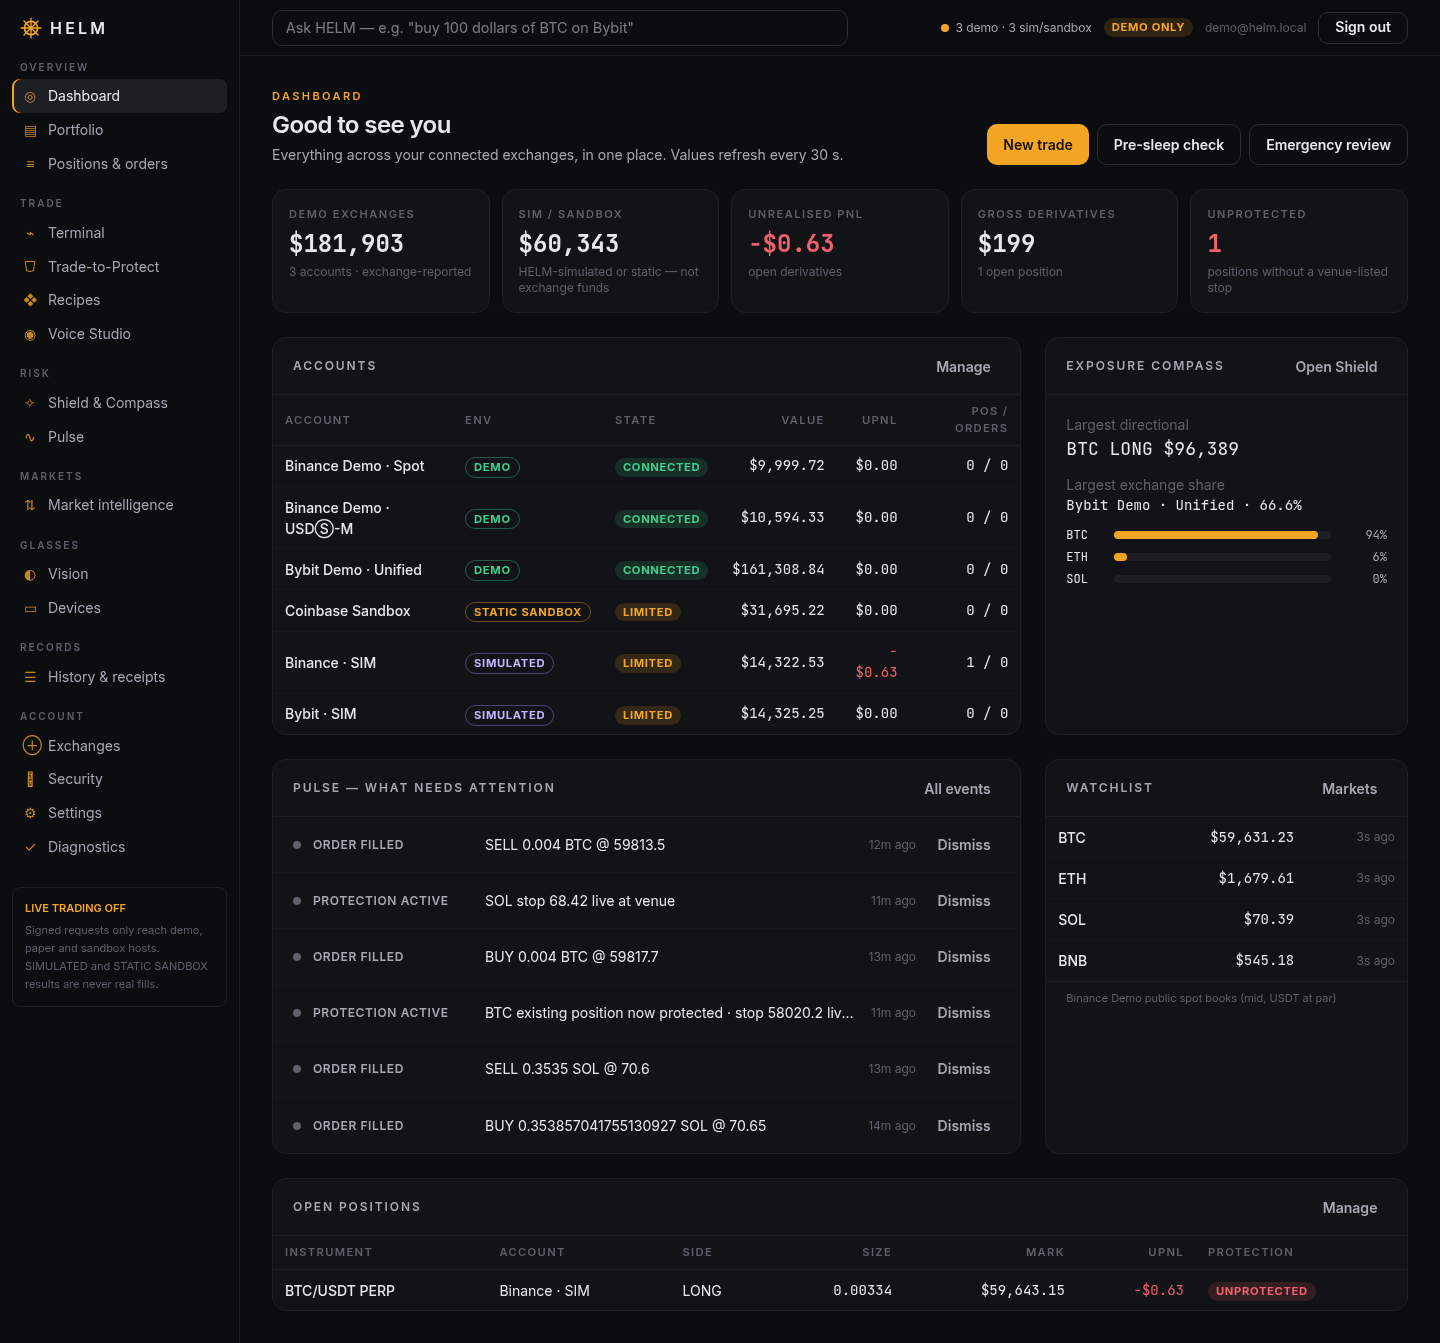 HELM
Ask HELM — e.g. "buy 100 dollars of BTC on Bybit"
3 demo · 3 sim/sandbox
DEMO ONLY
demo@helm.local
Sign out
OVERVIEW
Dashboard
Portfolio
Positions & orders
TRADE
Terminal
Trade-to-Protect
Recipes
Voice Studio
RISK
Shield & Compass
Pulse
MARKETS
Market intelligence
GLASSES
Vision
Devices
RECORDS
History & receipts
ACCOUNT
Exchanges
Security
Settings
Diagnostics
LIVE TRADING OFF
Signed requests only reach demo,
paper and sandbox hosts.
SIMULATED and STATIC SANDBOX
results are never real fills.
DASHBOARD
Good to see you
Everything across your connected exchanges, in one place. Values refresh every 30 s.
New trade
Pre-sleep check
Emergency review
DEMO EXCHANGES
$181,903
3 accounts · exchange-reported
SIM / SANDBOX
$60,343
HELM-simulated or static — not
exchange funds
UNREALISED PNL
-$0.63
open derivatives
GROSS DERIVATIVES
$199
1 open position
UNPROTECTED
1
positions without a venue-listed
stop
ACCOUNTS
Manage
ACCOUNT ENV STATE VALUE UPNL POS /
ORDERS
Binance Demo · Spot DEMO CONNECTED $9,999.72 $0.00 0 / 0
Binance Demo ·
USDⓈ-M DEMO CONNECTED $10,594.33 $0.00 0 / 0
Bybit Demo · Unified DEMO CONNECTED $161,308.84 $0.00 0 / 0
Coinbase Sandbox STATIC SANDBOX LIMITED $31,695.22 $0.00 0 / 0
Binance · SIM SIMULATED LIMITED $14,322.53 -
$0.63 1 / 0
Bybit · SIM SIMULATED LIMITED $14,325.25 $0.00 0 / 0
EXPOSURE COMPASS
Open Shield
Largest directional
BTC LONG $96,389
Largest exchange share
Bybit Demo · Unified · 66.6%
BTC 94%
ETH 6%
SOL 0%
PULSE — WHAT NEEDS ATTENTION
All events
ORDER FILLED SELL 0.004 BTC @ 59813.5 12m ago Dismiss
PROTECTION ACTIVE SOL stop 68.42 live at venue 11m ago Dismiss
ORDER FILLED BUY 0.004 BTC @ 59817.7 13m ago Dismiss
PROTECTION ACTIVE BTC existing position now protected · stop 58020.2 liv... 11m ago Dismiss
ORDER FILLED SELL 0.3535 SOL @ 70.6 13m ago Dismiss
ORDER FILLED BUY 0.353857041755130927 SOL @ 70.65 14m ago Dismiss
WATCHLIST
Markets
BTC $59,631.23 3s ago
ETH $1,679.61 3s ago
SOL $70.39 3s ago
BNB $545.18 3s ago
Binance Demo public spot books (mid, USDT at par)
OPEN POSITIONS
Manage
INSTRUMENT ACCOUNT SIDE SIZE MARK UPNL PROTECTION
BTC/USDT PERP Binance · SIM LONG 0.00334 $59,643.15 -$0.63 UNPROTECTED